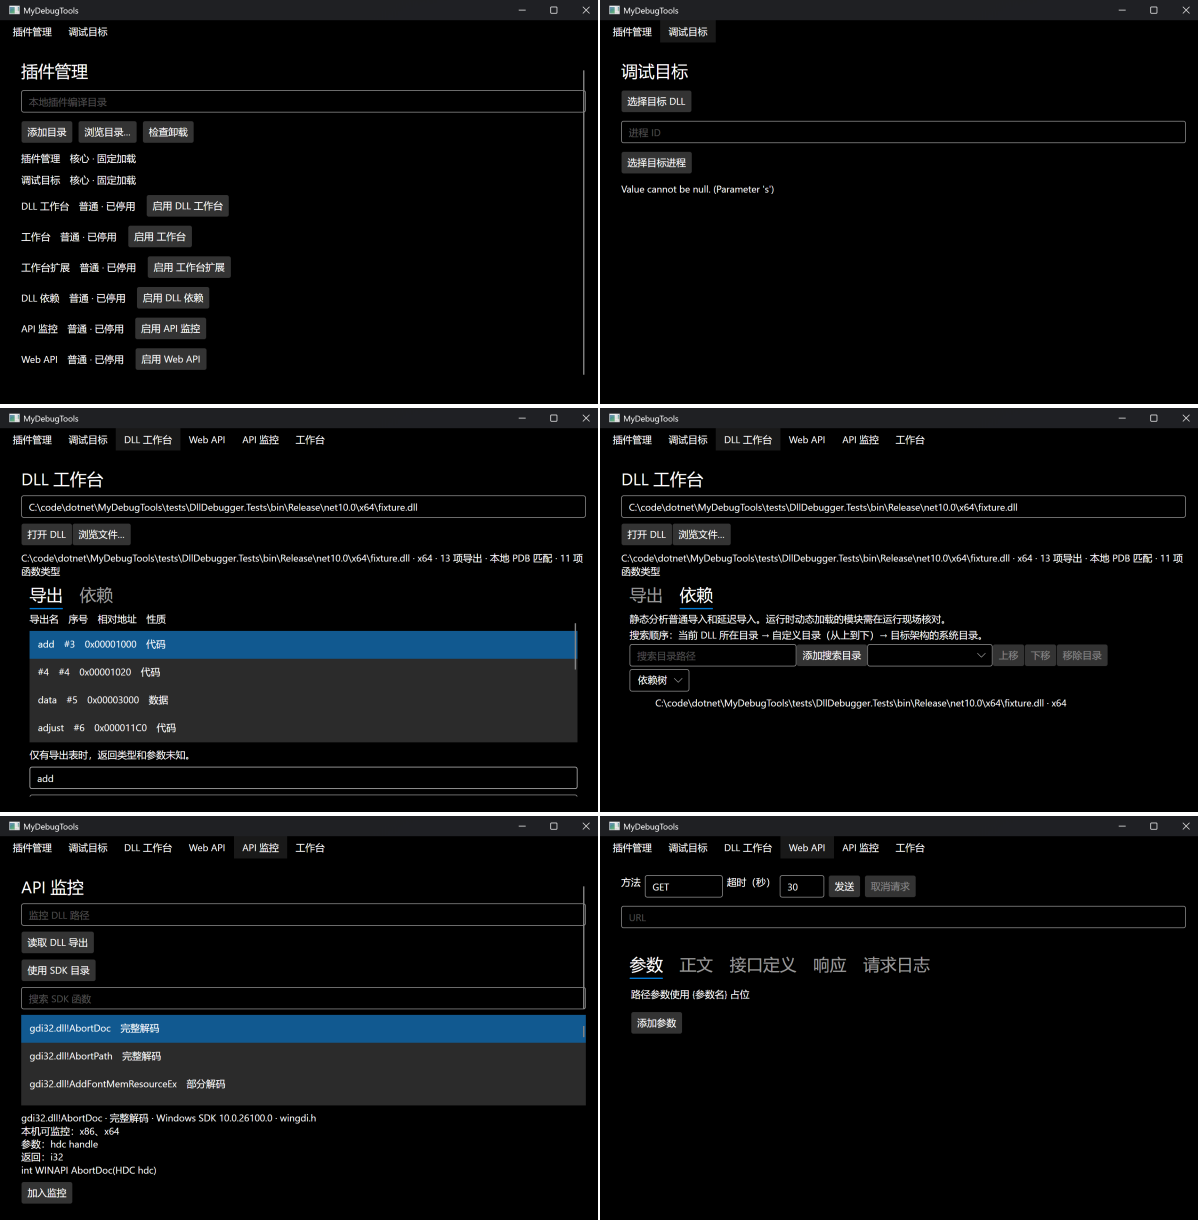 MyDebugTools
插件管理 调试目标
插件管理
本地插件编译目录
添加目录 浏览目录... 检查卸载
插件管理 核心 · 固定加载
调试目标 核心 · 固定加载
DLL 工作台 普通 · 已停用 启用 DLL 工作台
工作台 普通 · 已停用 启用 工作台
工作台扩展 普通 · 已停用 启用 工作台扩展
DLL 依赖 普通 · 已停用 启用 DLL 依赖
API 监控 普通 · 已停用 启用 API 监控
Web API 普通 · 已停用 启用 Web API
MyDebugTools
插件管理 调试目标
调试目标
选择目标 DLL
进程 ID
选择目标进程
Value cannot be null. (Parameter 's')
MyDebugTools
插件管理 调试目标 DLL 工作台 Web API API 监控 工作台
DLL 工作台
C:\code\dotnet\MyDebugTools\tests\DllDebugger.Tests\bin\Release\net10.0\x64\fixture.dll
打开 DLL 浏览文件...
C:\code\dotnet\MyDebugTools\tests\DllDebugger.Tests\bin\Release\net10.0\x64\fixture.dll · x64 · 13 项导出 · 本地 PDB 匹配 · 11 项
函数类型
导出 依赖
导出名 序号 相对地址 性质
add #3 0x00001000 代码
#4 #4 0x00001020 代码
data #5 0x00003000 数据
adjust #6 0x000011C0 代码
仅有导出表时，返回类型和参数未知。
add
MyDebugTools
插件管理 调试目标 DLL 工作台 Web API API 监控 工作台
DLL 工作台
C:\code\dotnet\MyDebugTools\tests\DllDebugger.Tests\bin\Release\net10.0\x64\fixture.dll
打开 DLL 浏览文件...
C:\code\dotnet\MyDebugTools\tests\DllDebugger.Tests\bin\Release\net10.0\x64\fixture.dll · x64 · 13 项导出 · 本地 PDB 匹配 · 11 项
函数类型
导出 依赖
静态分析普通导入和延迟导入。运行时动态加载的模块需在运行现场核对。
搜索顺序：当前 DLL 所在目录 → 自定义目录（从上到下）→ 目标架构的系统目录。
搜索目录路径 添加搜索目录 上移 下移 移除目录
依赖树
C:\code\dotnet\MyDebugTools\tests\DllDebugger.Tests\bin\Release\net10.0\x64\fixture.dll · x64
MyDebugTools
插件管理 调试目标 DLL 工作台 Web API API 监控 工作台
API 监控
监控 DLL 路径
读取 DLL 导出
使用 SDK 目录
搜索 SDK 函数
gdi32.dll!AbortDoc 完整解码
gdi32.dll!AbortPath 完整解码
gdi32.dll!AddFontMemResourceEx 部分解码
gdi32.dll!AbortDoc · 完整解码 · Windows SDK 10.0.26100.0 · wingdi.h
本机可监控：x86、x64
参数：hdc handle
返回：i32
int WINAPI AbortDoc(HDC hdc)
加入监控
MyDebugTools
插件管理 调试目标 DLL 工作台 Web API API 监控 工作台
方法 GET 超时（秒） 30 发送 取消请求
URL
参数 正文 接口定义 响应 请求日志
路径参数使用 {参数名} 占位
添加参数